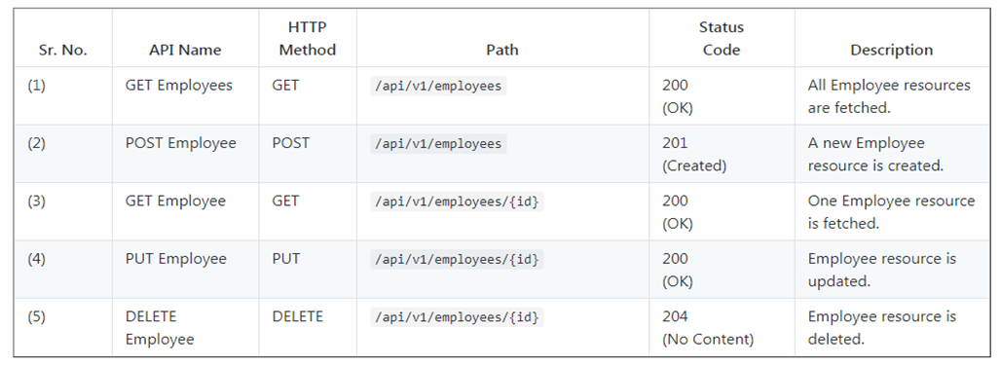 Sr. No. API Name HTTP Method Path Status Code Description
(1) GET Employees GET /api/v1/employees 200 (OK) All Employee resources are fetched.
(2) POST Employee POST /api/v1/employees 201 (Created) A new Employee resource is created.
(3) GET Employee GET /api/v1/employees/{id} 200 (OK) One Employee resource is fetched.
(4) PUT Employee PUT /api/v1/employees/{id} 200 (OK) Employee resource is updated.
(5) DELETE Employee DELETE /api/v1/employees/{id} 204 (No Content) Employee resource is deleted.